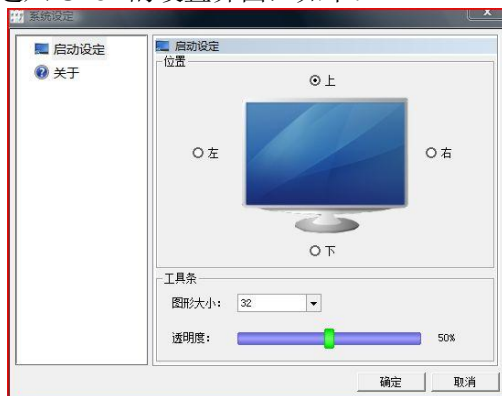 系统设定
启动设定
关于
启动设定
位置
上
左
右
下
工具条
图形大小: 32
透明度: 50%
确定 取消